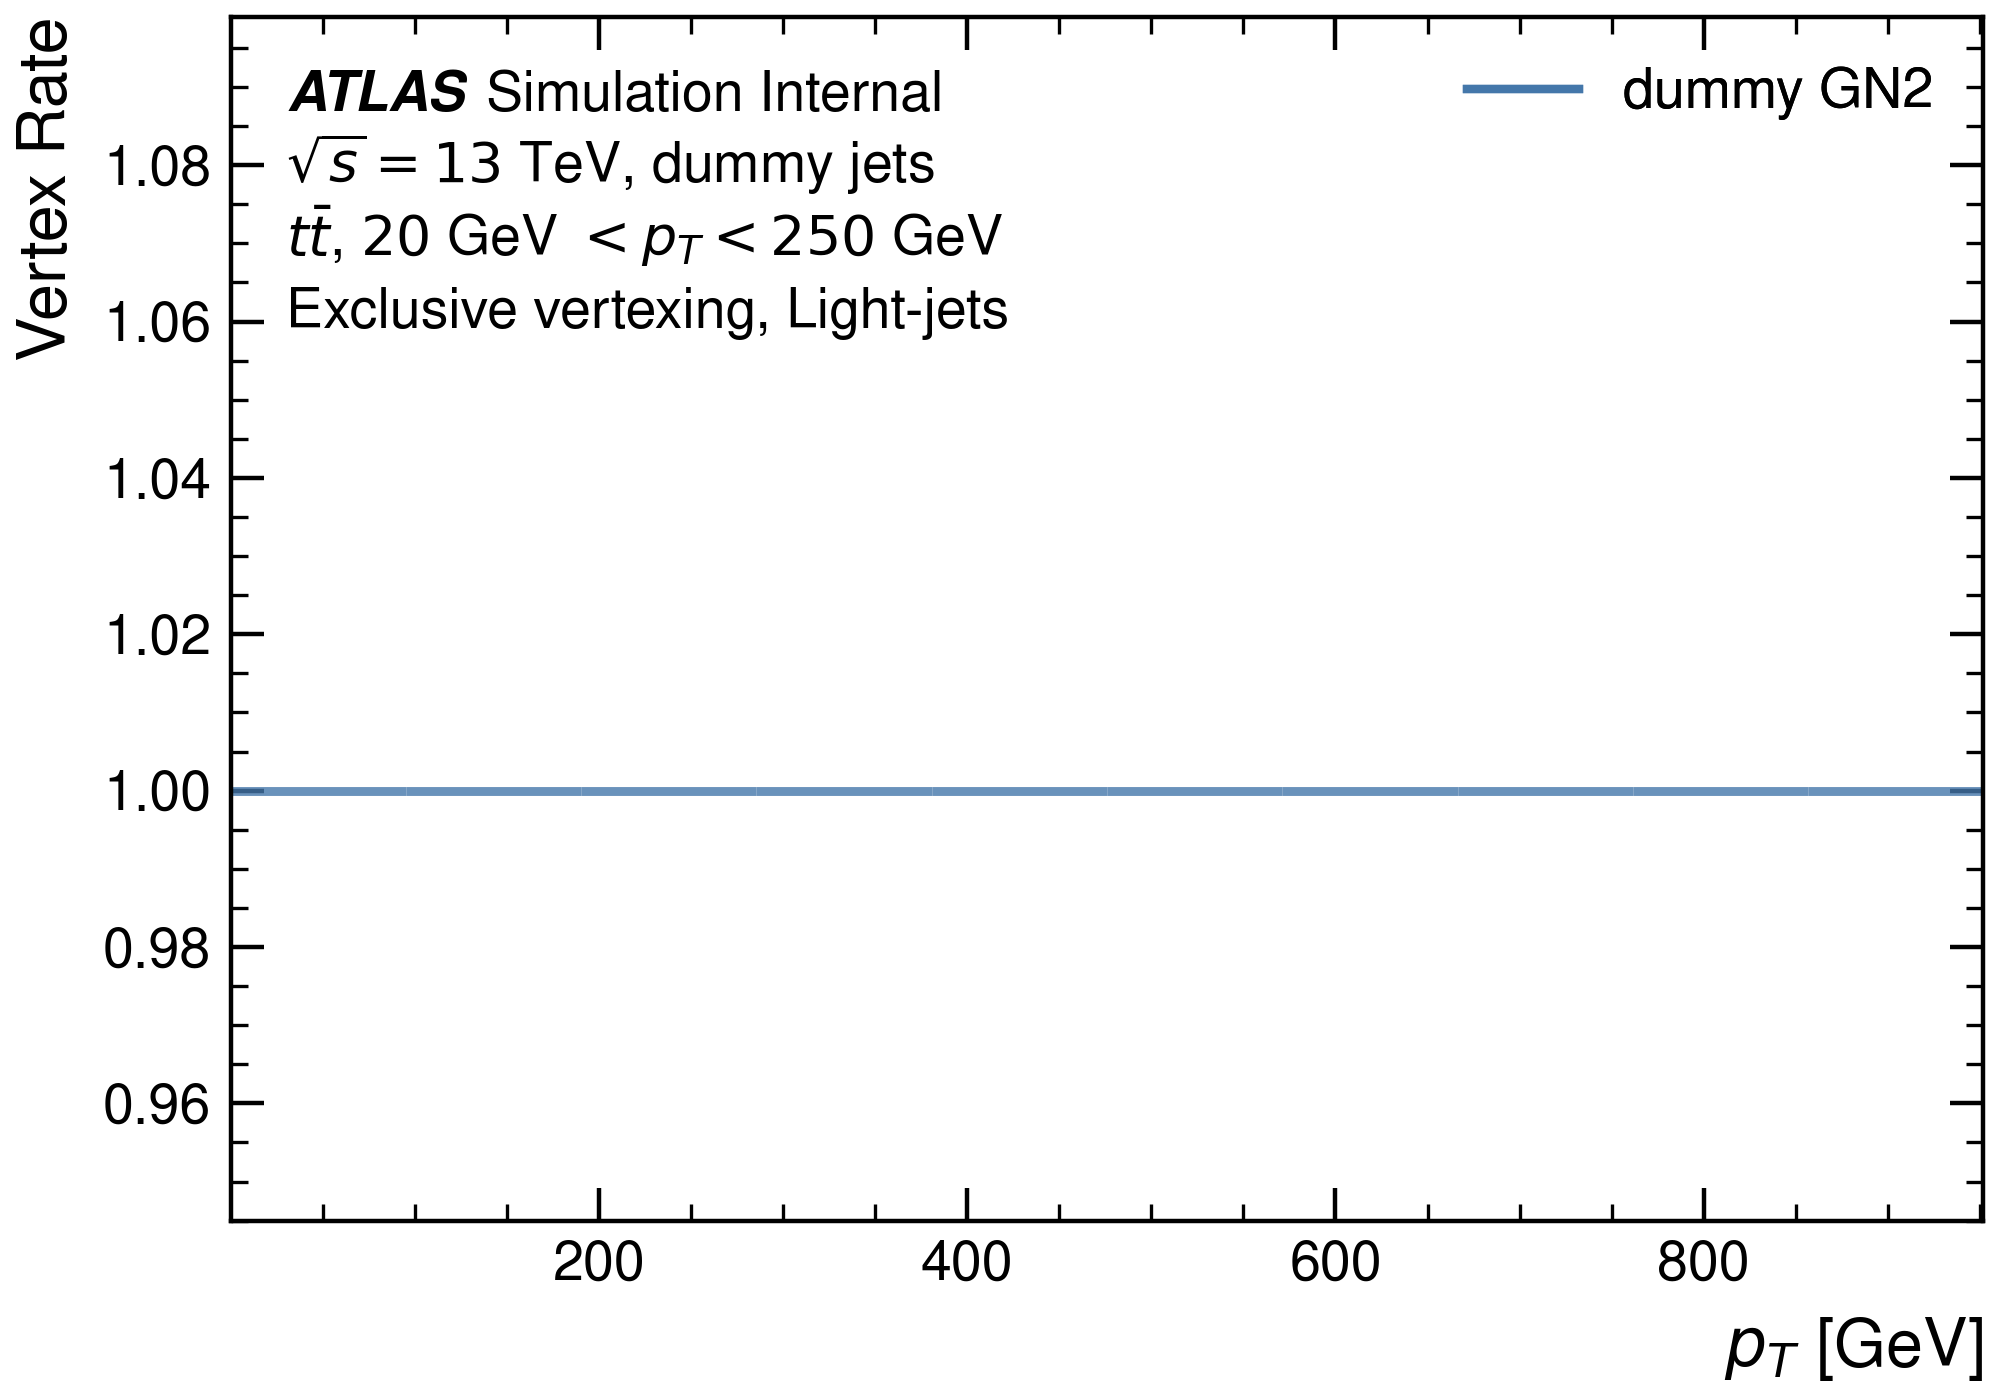 Vertex Rate
ATLAS Simulation Internal
√s = 13 TeV, dummy jets
tt̄, 20 GeV < p_T < 250 GeV
Exclusive vertexing, Light-jets
dummy GN2
1.08
1.06
1.04
1.02
1.00
0.98
0.96
200 400 600 800
p_T [GeV]